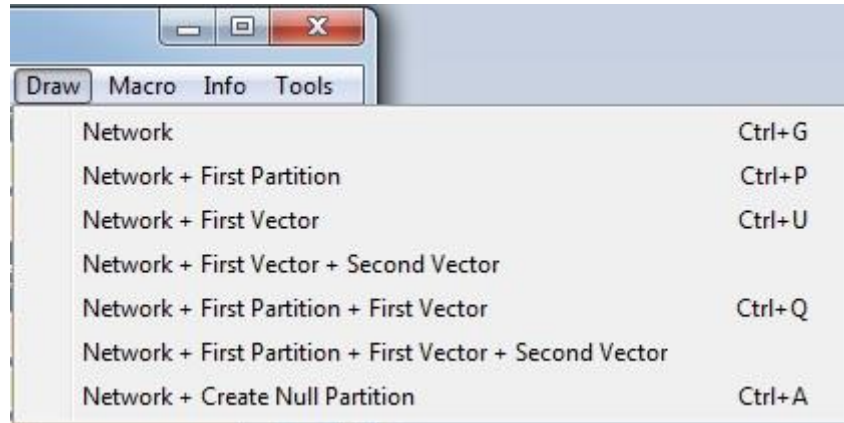 Draw Macro Info Tools
Network Ctrl+G
Network + First Partition Ctrl+P
Network + First Vector Ctrl+U
Network + First Vector + Second Vector
Network + First Partition + First Vector Ctrl+Q
Network + First Partition + First Vector + Second Vector
Network + Create Null Partition Ctrl+A